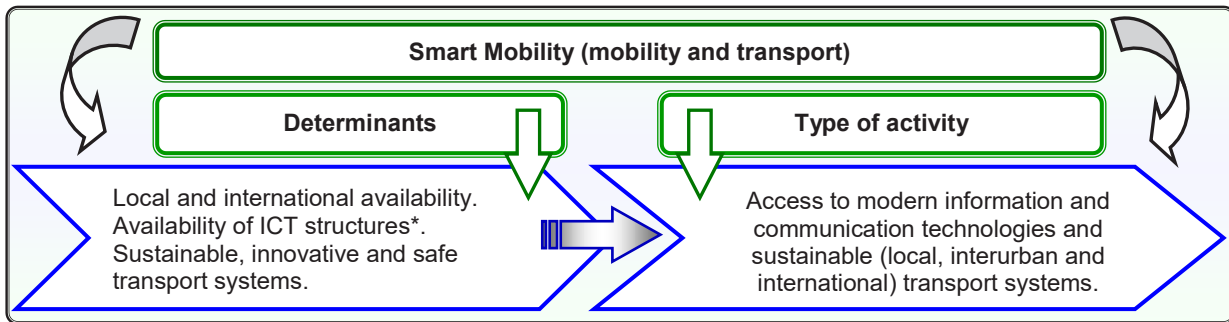 Smart Mobility (mobility and transport)
Determinants
Type of activity
Local and international availability.
Availability of ICT structures*.
Sustainable, innovative and safe
transport systems.
Access to modern information and
communication technologies and
sustainable (local, interurban and
international) transport systems.